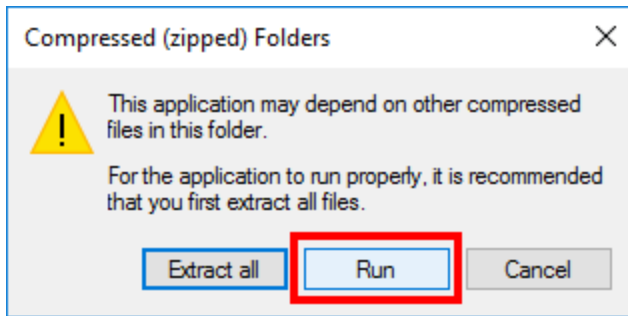 Compressed (zipped) Folders
This application may depend on other compressed
files in this folder.
For the application to run properly, it is recommended
that you first extract all files.
Extract all
Run
Cancel